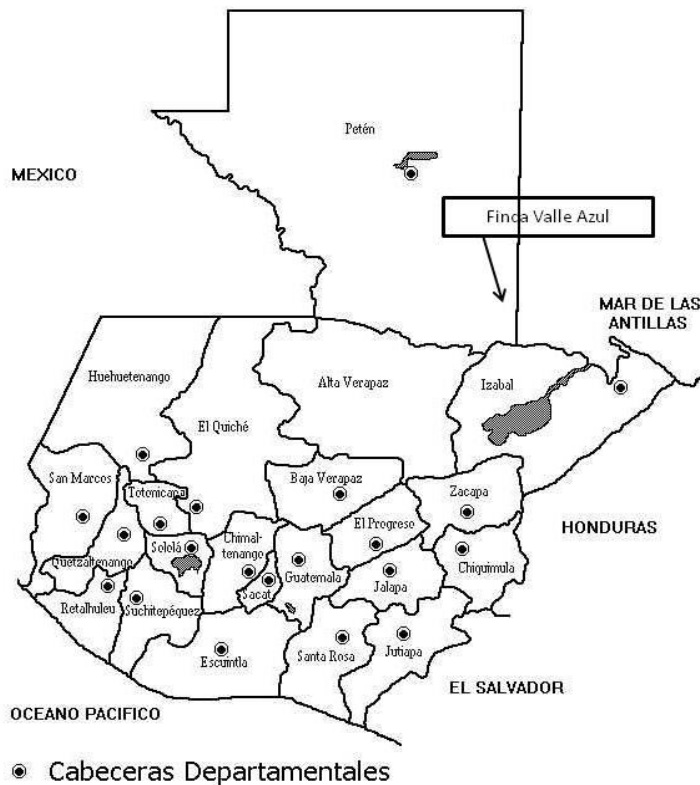 Petén
MEXICO
Finca Valle Azul
MAR DE LAS
ANTILLAS
Huehuetenango
Alta Verapaz
Izabal
El Quiché
San Marcos
Totonicapa
Baja Verapaz
Zacapa
El Progreso
HONDURAS
Quetzaltenango
Sololá
Chimal-
tenango
Guatemala
Chiquimula
Jalapa
Sacat
Retalhuleu
Suchitepéquez
Escuintla
Santa Rosa
Jutiapa
EL SALVADOR
OCEANO PACIFICO
Cabeceras Departamentales